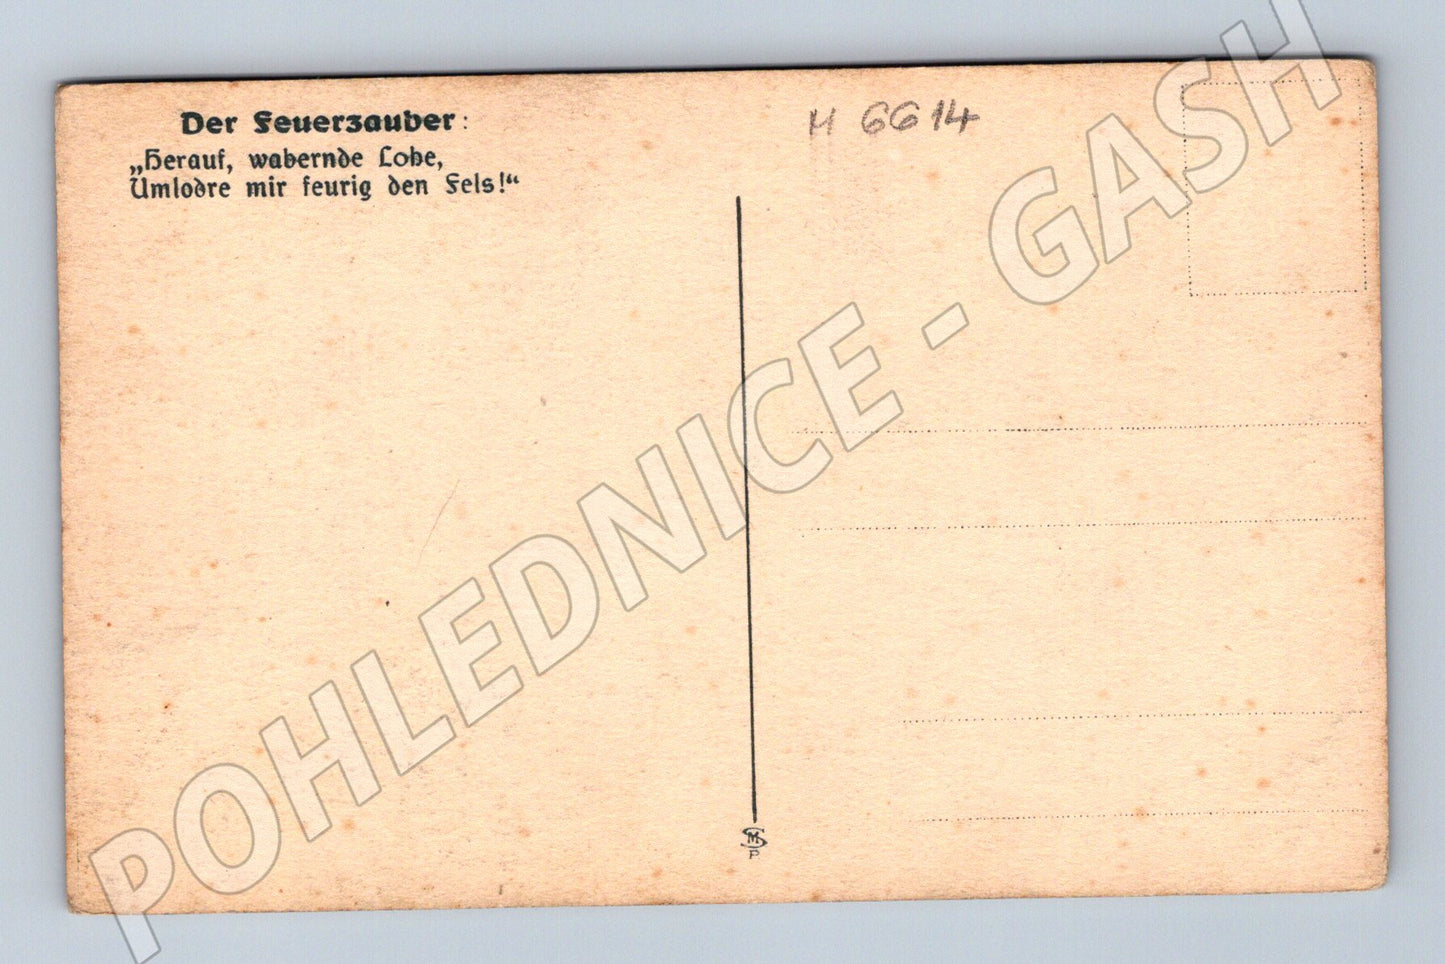 Der Feuerzauber:
„Herauf, wabernde Lohe,
Umlodre mir feurig den Fels!“
H 6614
POHLEDNICE - GASH